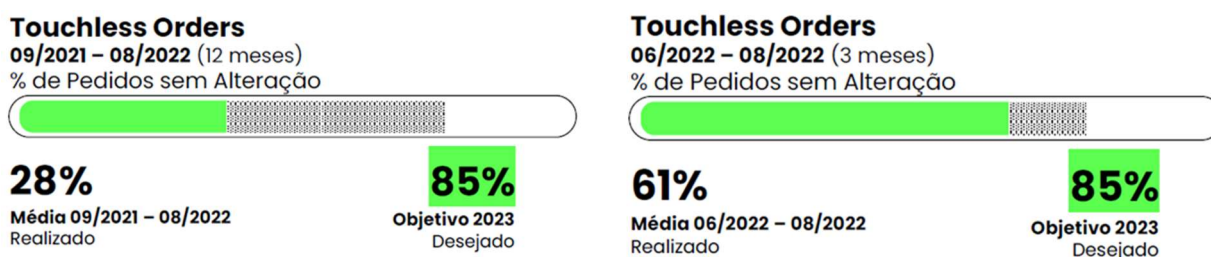 Touchless Orders
09/2021 – 08/2022 (12 meses)
% de Pedidos sem Alteração
28%
Média 09/2021 – 08/2022
Realizado
85%
Objetivo 2023
Desejado
Touchless Orders
06/2022 – 08/2022 (3 meses)
% de Pedidos sem Alteração
61%
Média 06/2022 – 08/2022
Realizado
85%
Objetivo 2023
Desejado